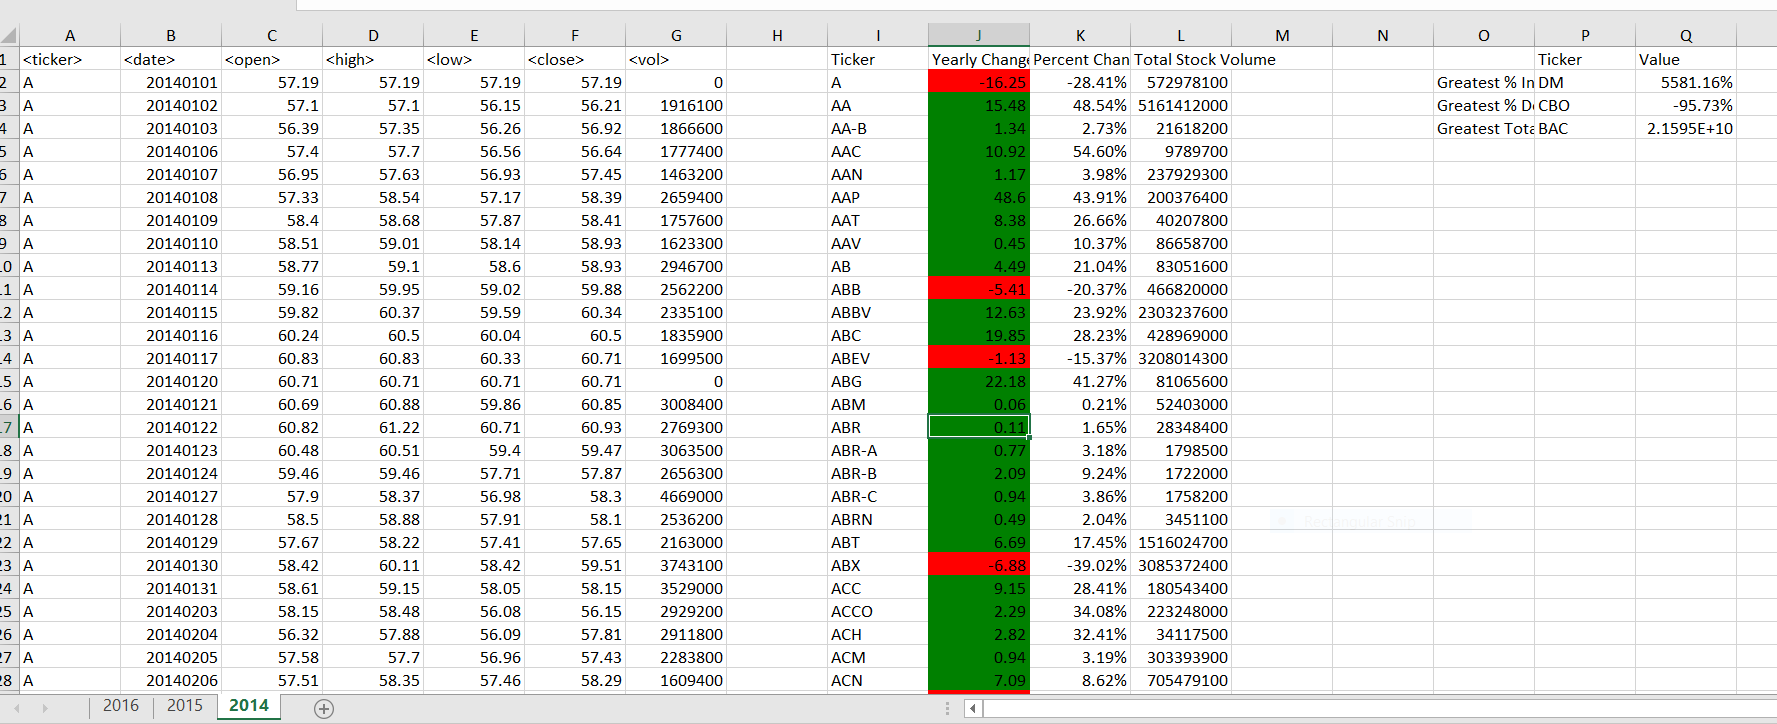 A B C D E F G H I J K L M N O P Q
1 <ticker> <date> <open> <high> <low> <close> <vol> Ticker Yearly Change Percent Chan Total Stock Volume Ticker Value
2 A 20140101 57.19 57.19 57.19 57.19 0 A -16.25 -28.41% 572978100 Greatest % In DM 5581.16%
3 A 20140102 57.1 57.1 56.15 56.21 1916100 AA 15.48 48.54% 5161412000 Greatest % D CBO -95.73%
4 A 20140103 56.39 57.35 56.26 56.92 1866600 AA-B 1.34 2.73% 21618200 Greatest Tota BAC 2.1595E+10
5 A 20140106 57.4 57.7 56.56 56.64 1777400 AAC 10.92 54.60% 9789700
6 A 20140107 56.95 57.63 56.93 57.45 1463200 AAN 1.17 3.98% 237929300
7 A 20140108 57.33 58.54 57.17 58.39 2659400 AAP 48.6 43.91% 200376400
8 A 20140109 58.4 58.68 57.87 58.41 1757600 AAT 8.38 26.66% 40207800
9 A 20140110 58.51 59.01 58.14 58.93 1623300 AAV 0.45 10.37% 86658700
0 A 20140113 58.77 59.1 58.6 58.93 2946700 AB 4.49 21.04% 83051600
1 A 20140114 59.16 59.95 59.02 59.88 2562200 ABB -5.41 -20.37% 466820000
2 A 20140115 59.82 60.37 59.59 60.34 2335100 ABBV 12.63 23.92% 2303237600
3 A 20140116 60.24 60.5 60.04 60.5 1835900 ABC 19.85 28.23% 428969000
4 A 20140117 60.83 60.83 60.33 60.71 1699500 ABEV -1.13 -15.37% 3208014300
5 A 20140120 60.71 60.71 60.71 60.71 0 ABG 22.18 41.27% 81065600
6 A 20140121 60.69 60.88 59.86 60.85 3008400 ABM 0.06 0.21% 52403000
7 A 20140122 60.82 61.22 60.71 60.93 2769300 ABR 0.11 1.65% 28348400
8 A 20140123 60.48 60.51 59.4 59.47 3063500 ABR-A 0.77 3.18% 1798500
9 A 20140124 59.46 59.46 57.71 57.87 2656300 ABR-B 2.09 9.24% 1722000
20 A 20140127 57.9 58.37 56.98 58.3 4669000 ABR-C 0.94 3.86% 1758200
21 A 20140128 58.5 58.88 57.91 58.1 2536200 ABRN 0.49 2.04% 3451100 Rectangular Snip
22 A 20140129 57.67 58.22 57.41 57.65 2163000 ABT 6.69 17.45% 1516024700
23 A 20140130 58.42 60.11 58.42 59.51 3743100 ABX -6.88 -39.02% 3085372400
24 A 20140131 58.61 59.15 58.05 58.15 3529000 ACC 9.15 28.41% 180543400
25 A 20140203 58.15 58.48 56.08 56.15 2929200 ACCO 2.29 34.08% 223248000
26 A 20140204 56.32 57.88 56.09 57.81 2911800 ACH 2.82 32.41% 34117500
27 A 20140205 57.58 57.7 56.96 57.43 2283800 ACM 0.94 3.19% 303393900
28 A 20140206 57.51 58.35 57.46 58.29 1609400 ACN 7.09 8.62% 705479100
2016 2015 2014